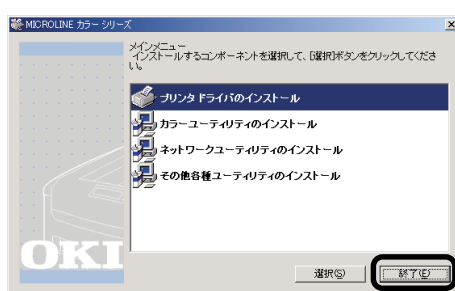 MICROLINE カラー シリーズ
メインメニュー
インストールするコンポーネントを選択して、[選択]ボタンをクリックしてくださ
い。
プリンタ ドライバのインストール
カラーユーティリティのインストール
ネットワークユーティリティのインストール
その他各種ユーティリティのインストール
OKI
選択(S)
終了(E)